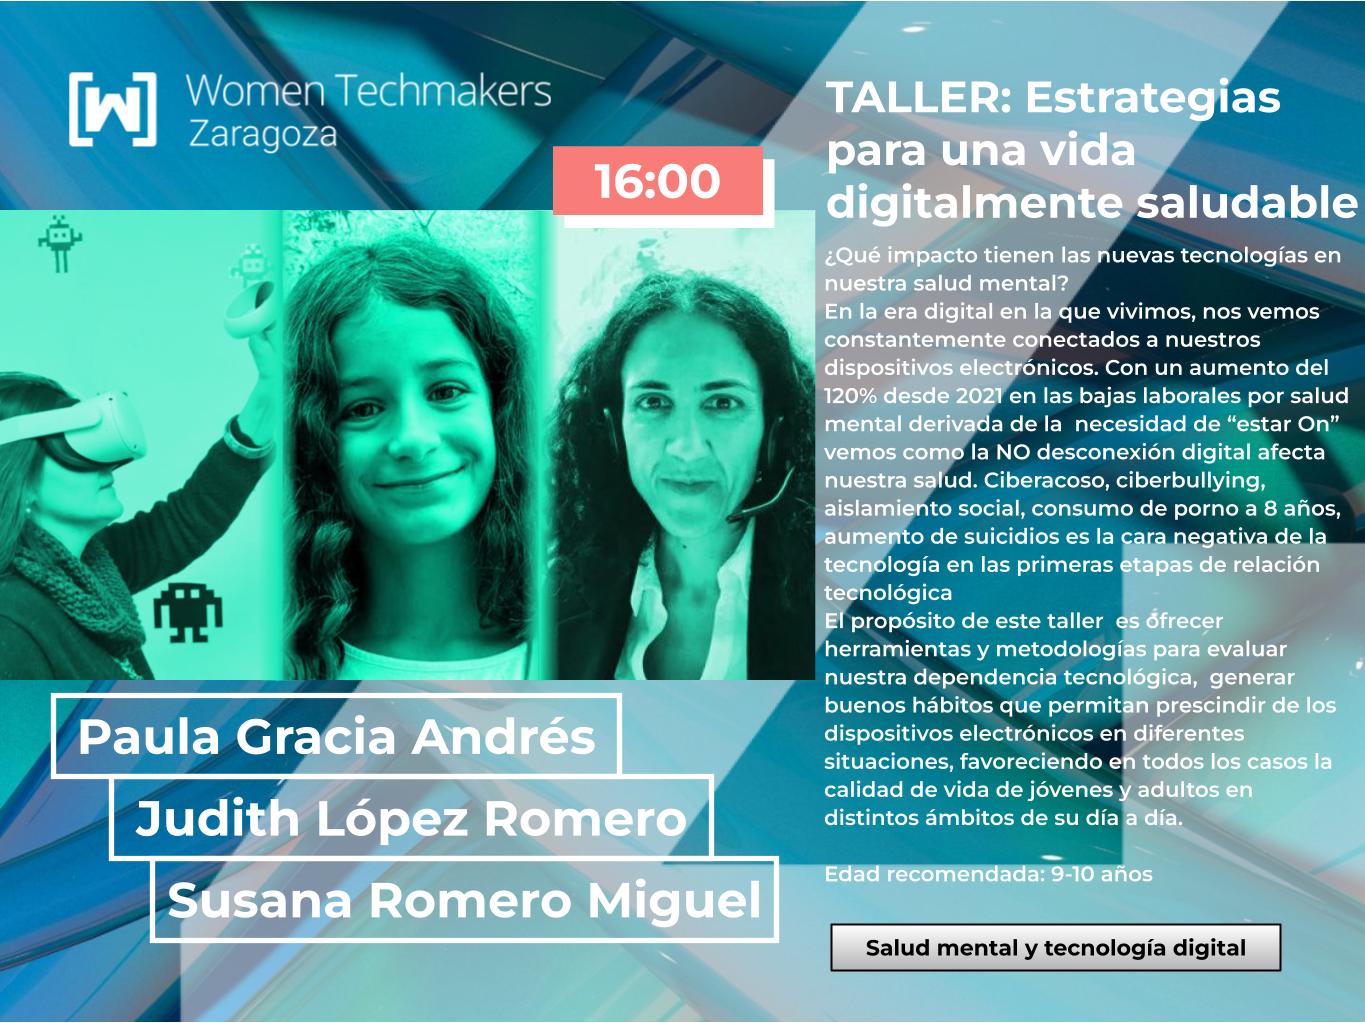 Women Techmakers
Zaragoza
16:00
Paula Gracia Andrés
Judith López Romero
Susana Romero Miguel
TALLER: Estrategias
para una vida
digitalmente saludable
¿Qué impacto tienen las nuevas tecnologías en
nuestra salud mental?
En la era digital en la que vivimos, nos vemos
constantemente conectados a nuestros
dispositivos electrónicos. Con un aumento del
120% desde 2021 en las bajas laborales por salud
mental derivada de la  necesidad de “estar On”
vemos como la NO desconexión digital afecta
nuestra salud. Ciberacoso, ciberbullying,
aislamiento social, consumo de porno a 8 años,
aumento de suicidios es la cara negativa de la
tecnología en las primeras etapas de relación
tecnológica
El propósito de este taller  es ofrecer
herramientas y metodologías para evaluar
nuestra dependencia tecnológica,  generar
buenos hábitos que permitan prescindir de los
dispositivos electrónicos en diferentes
situaciones, favoreciendo en todos los casos la
calidad de vida de jóvenes y adultos en
distintos ámbitos de su día a día.
Edad recomendada: 9-10 años
Salud mental y tecnología digital